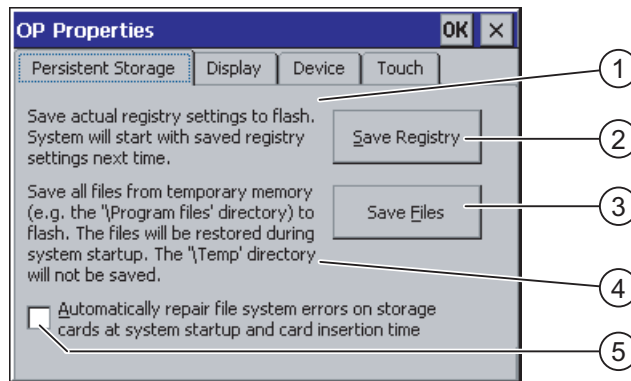 OP Properties OK ×
Persistent Storage Display Device Touch
1
Save actual registry settings to flash.
System will start with saved registry
settings next time.
Save Registry
2
Save all files from temporary memory
(e.g. the '\Program files' directory) to
flash. The files will be restored during
system startup. The '\Temp' directory
will not be saved.
Save Files
3
4
Automatically repair file system errors on storage
cards at system startup and card insertion time
5